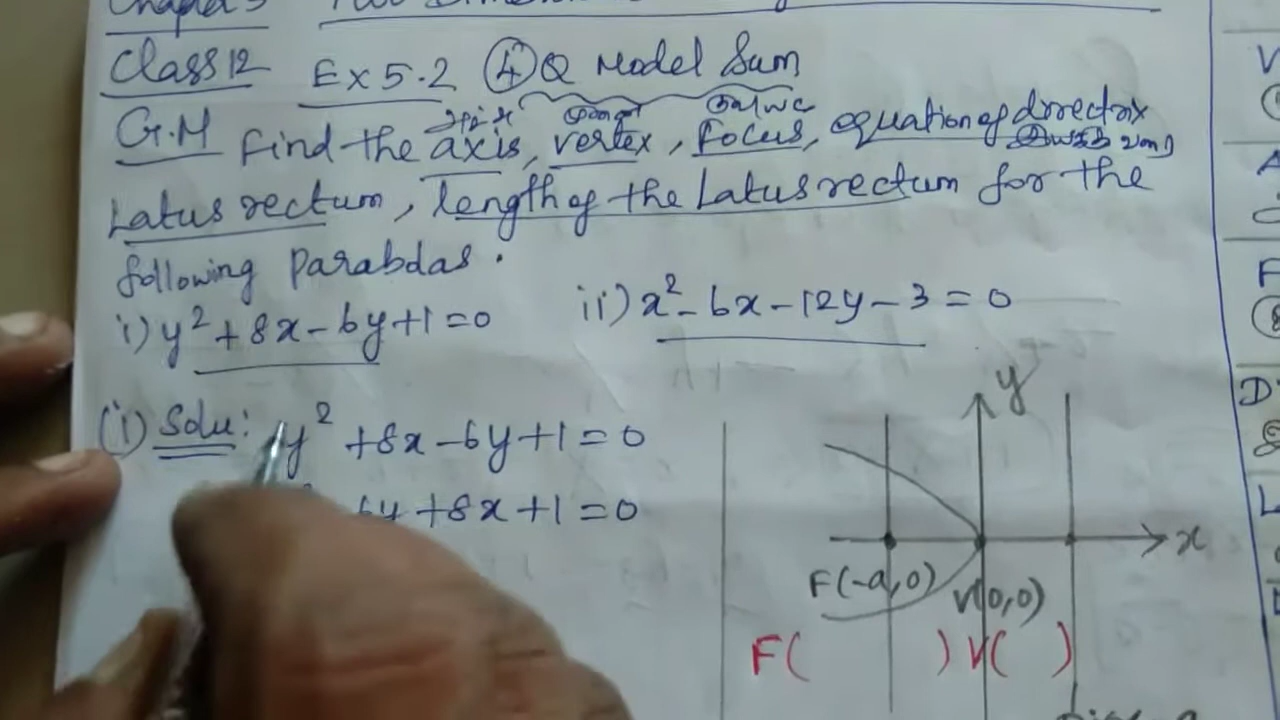 Class 12 Ex 5.2 ④ Q Model Sum
G.M Find the axis, vertex, Focus, equation of directrix
Latus rectum, length of the Latus rectum for the
following Parabolas.
i) y² + 8x - 6y + 1 = 0 ii) x² - 6x - 12y - 3 = 0
(i) Solu: y² + 8x - 6y + 1 = 0
6y + 8x + 1 = 0
y
x
F(-a,0) V(0,0)
F( ) V( )